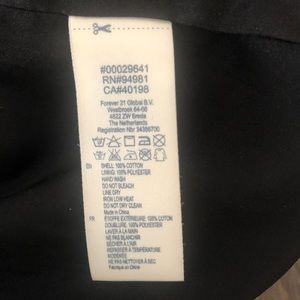 #00029641
RN#94981
CA#40198
Forever 21 Global B.V.
Westbroek 64-66
4822 ZW Breda
The Netherlands
Registration Nbr 34386700
EN
SHELL: 100% COTTON
LINING: 100% POLYESTER
HAND WASH
DO NOT BLEACH
LINE DRY
IRON LOW HEAT
DO NOT DRY CLEAN
Made in China
FR
ÉTOFFE EXTÉRIEURE: 100% COTON
DOUBLURE: 100% POLYESTER
LAVER À LA MAIN
NE PAS BLANCHIR
SÉCHER À L'AIR
REPASSER À TEMPÉRATURE
MODÉRÉE
NE PAS NETTOYER À SEC
Fabriqué en Chine